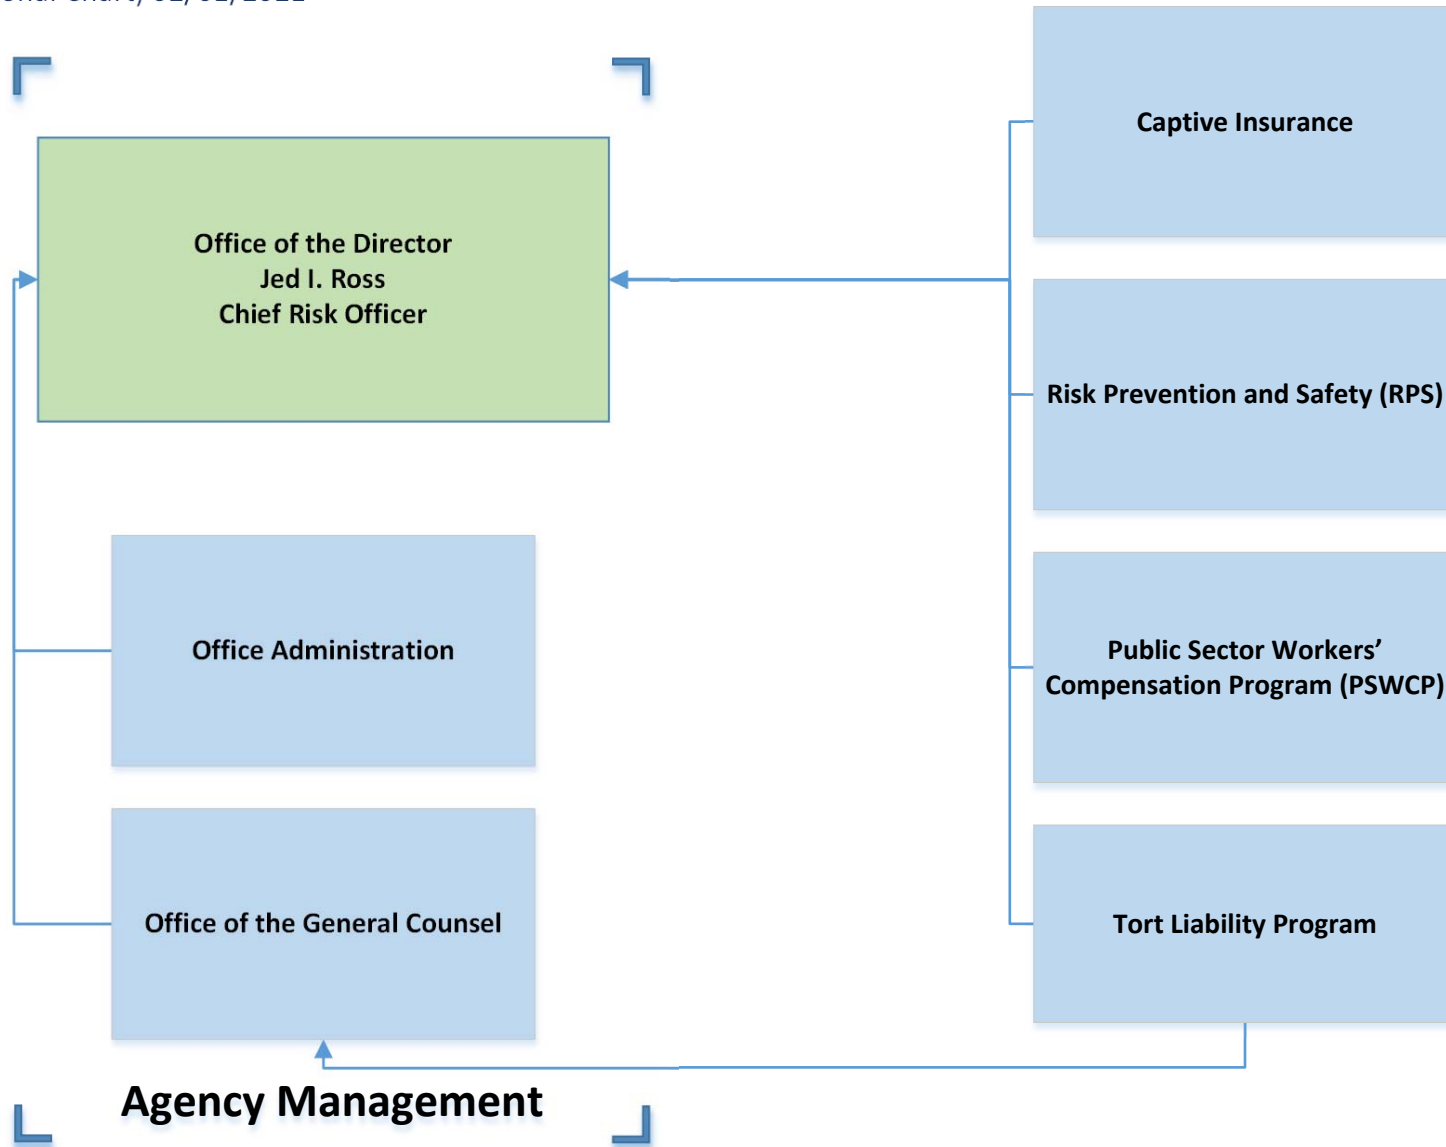 Office of the Director
Jed I. Ross
Chief Risk Officer
Office Administration
Office of the General Counsel
Agency Management
Captive Insurance
Risk Prevention and Safety (RPS)
Public Sector Workers’
Compensation Program (PSWCP)
Tort Liability Program